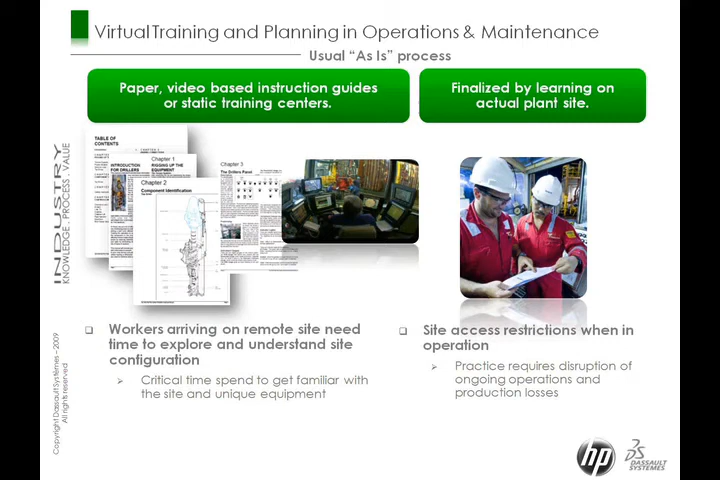 Virtual Training and Planning in Operations & Maintenance
Usual “As Is” process
Paper, video based instruction guides
or static training centers.
Finalized by learning on
actual plant site.
TABLE OF
CONTENTS
INTRODUCTION
FOR DRILLERS
Chapter 1
RIGGING UP THE
EQUIPMENT
Chapter 2
Component Identification
Chapter 3
The Drillers Panel
INDUSTRY
KNOWLEDGE . PROCESS . VALUE
Workers arriving on remote site need
time to explore and understand site
configuration
Critical time spend to get familiar with
the site and unique equipment
Site access restrictions when in
operation
Practice requires disruption of
ongoing operations and
production losses
Copyright Dassault Systèmes – 2009
All rights reserved
hp
DASSAULT
SYSTEMES